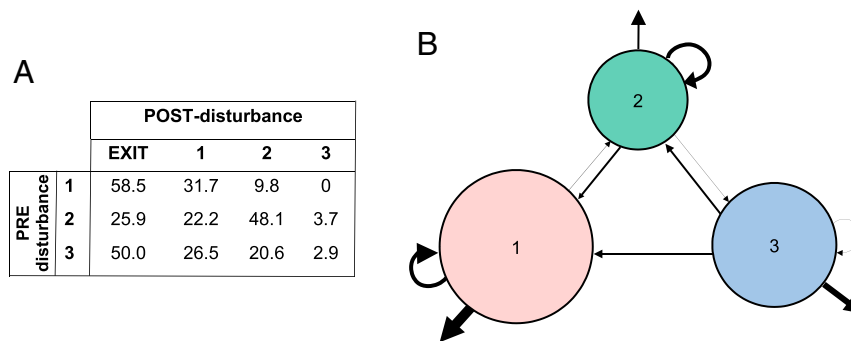 A
POST-disturbance
EXIT 1 2 3
PRE
disturbance
1 58.5 31.7 9.8 0
2 25.9 22.2 48.1 3.7
3 50.0 26.5 20.6 2.9
B
2
1
3